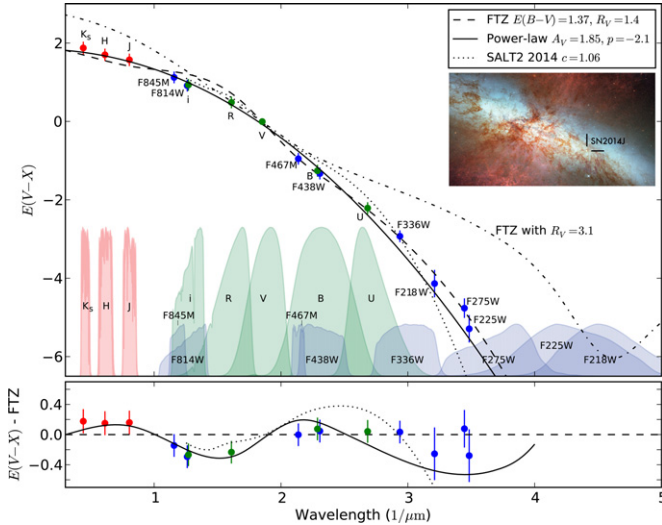 FTZ E(B−V)=1.37, R_V=1.4
Power-law A_V=1.85, p=−2.1
SALT2 2014 c=1.06
SN2014J
E(V−X)
2
0
−2
−4
−6
K_S H J
F845M
F814W
i
R
V
F467M
B
F438W
U
F336W
F218W
F275W
F225W
FTZ with R_V=3.1
K_S H J
i
R
V
B
U
F845M
F814W
F467M
F438W
F336W
F275W
F225W
F218W
E(V−X) - FTZ
0.4
0.0
−0.4
1 2 3 4 5
Wavelength (1/μm)